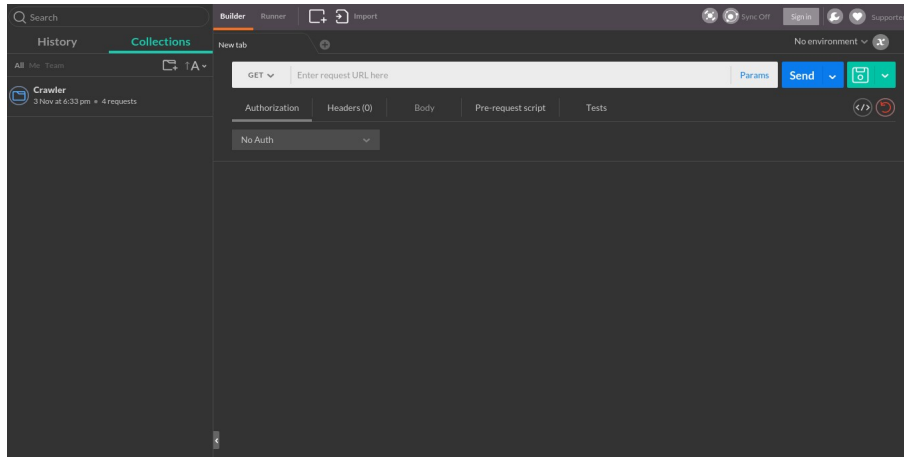 Search
Builder Runner Import Sync Off Sign in Supporters
History Collections
New tab
No environment
All Me Team
A
Crawler
3 Nov at 6:33 pm 4 requests
GET Enter request URL here Params Send
Authorization Headers (0) Body Pre-request script Tests
No Auth